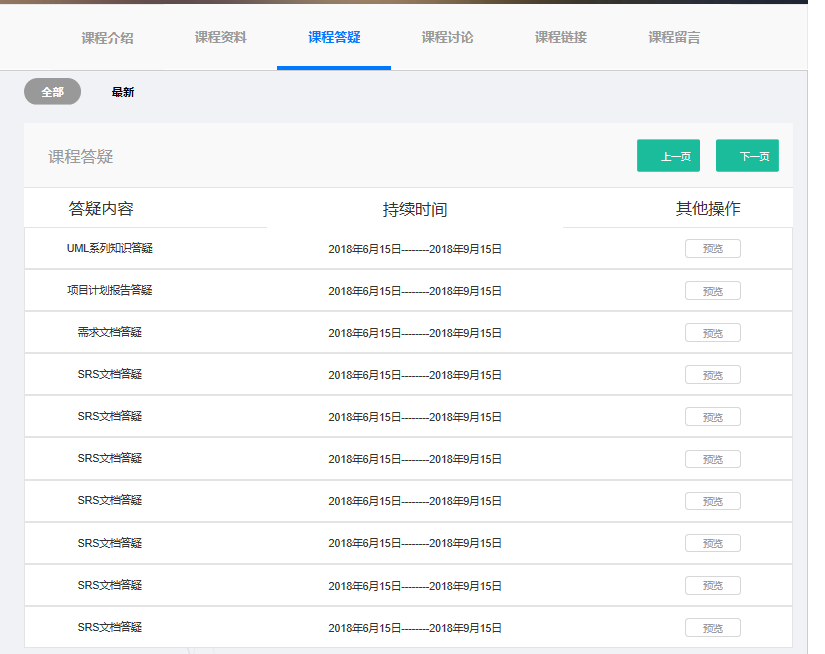 课程介绍 课程资料 课程答疑 课程讨论 课程链接 课程留言
全部 最新
课程答疑 上一页 下一页
答疑内容 持续时间 其他操作
UML系列知识答疑 2018年6月15日--------2018年9月15日 预览
项目计划报告答疑 2018年6月15日--------2018年9月15日 预览
需求文档答疑 2018年6月15日--------2018年9月15日 预览
SRS文档答疑 2018年6月15日--------2018年9月15日 预览
SRS文档答疑 2018年6月15日--------2018年9月15日 预览
SRS文档答疑 2018年6月15日--------2018年9月15日 预览
SRS文档答疑 2018年6月15日--------2018年9月15日 预览
SRS文档答疑 2018年6月15日--------2018年9月15日 预览
SRS文档答疑 2018年6月15日--------2018年9月15日 预览
SRS文档答疑 2018年6月15日--------2018年9月15日 预览